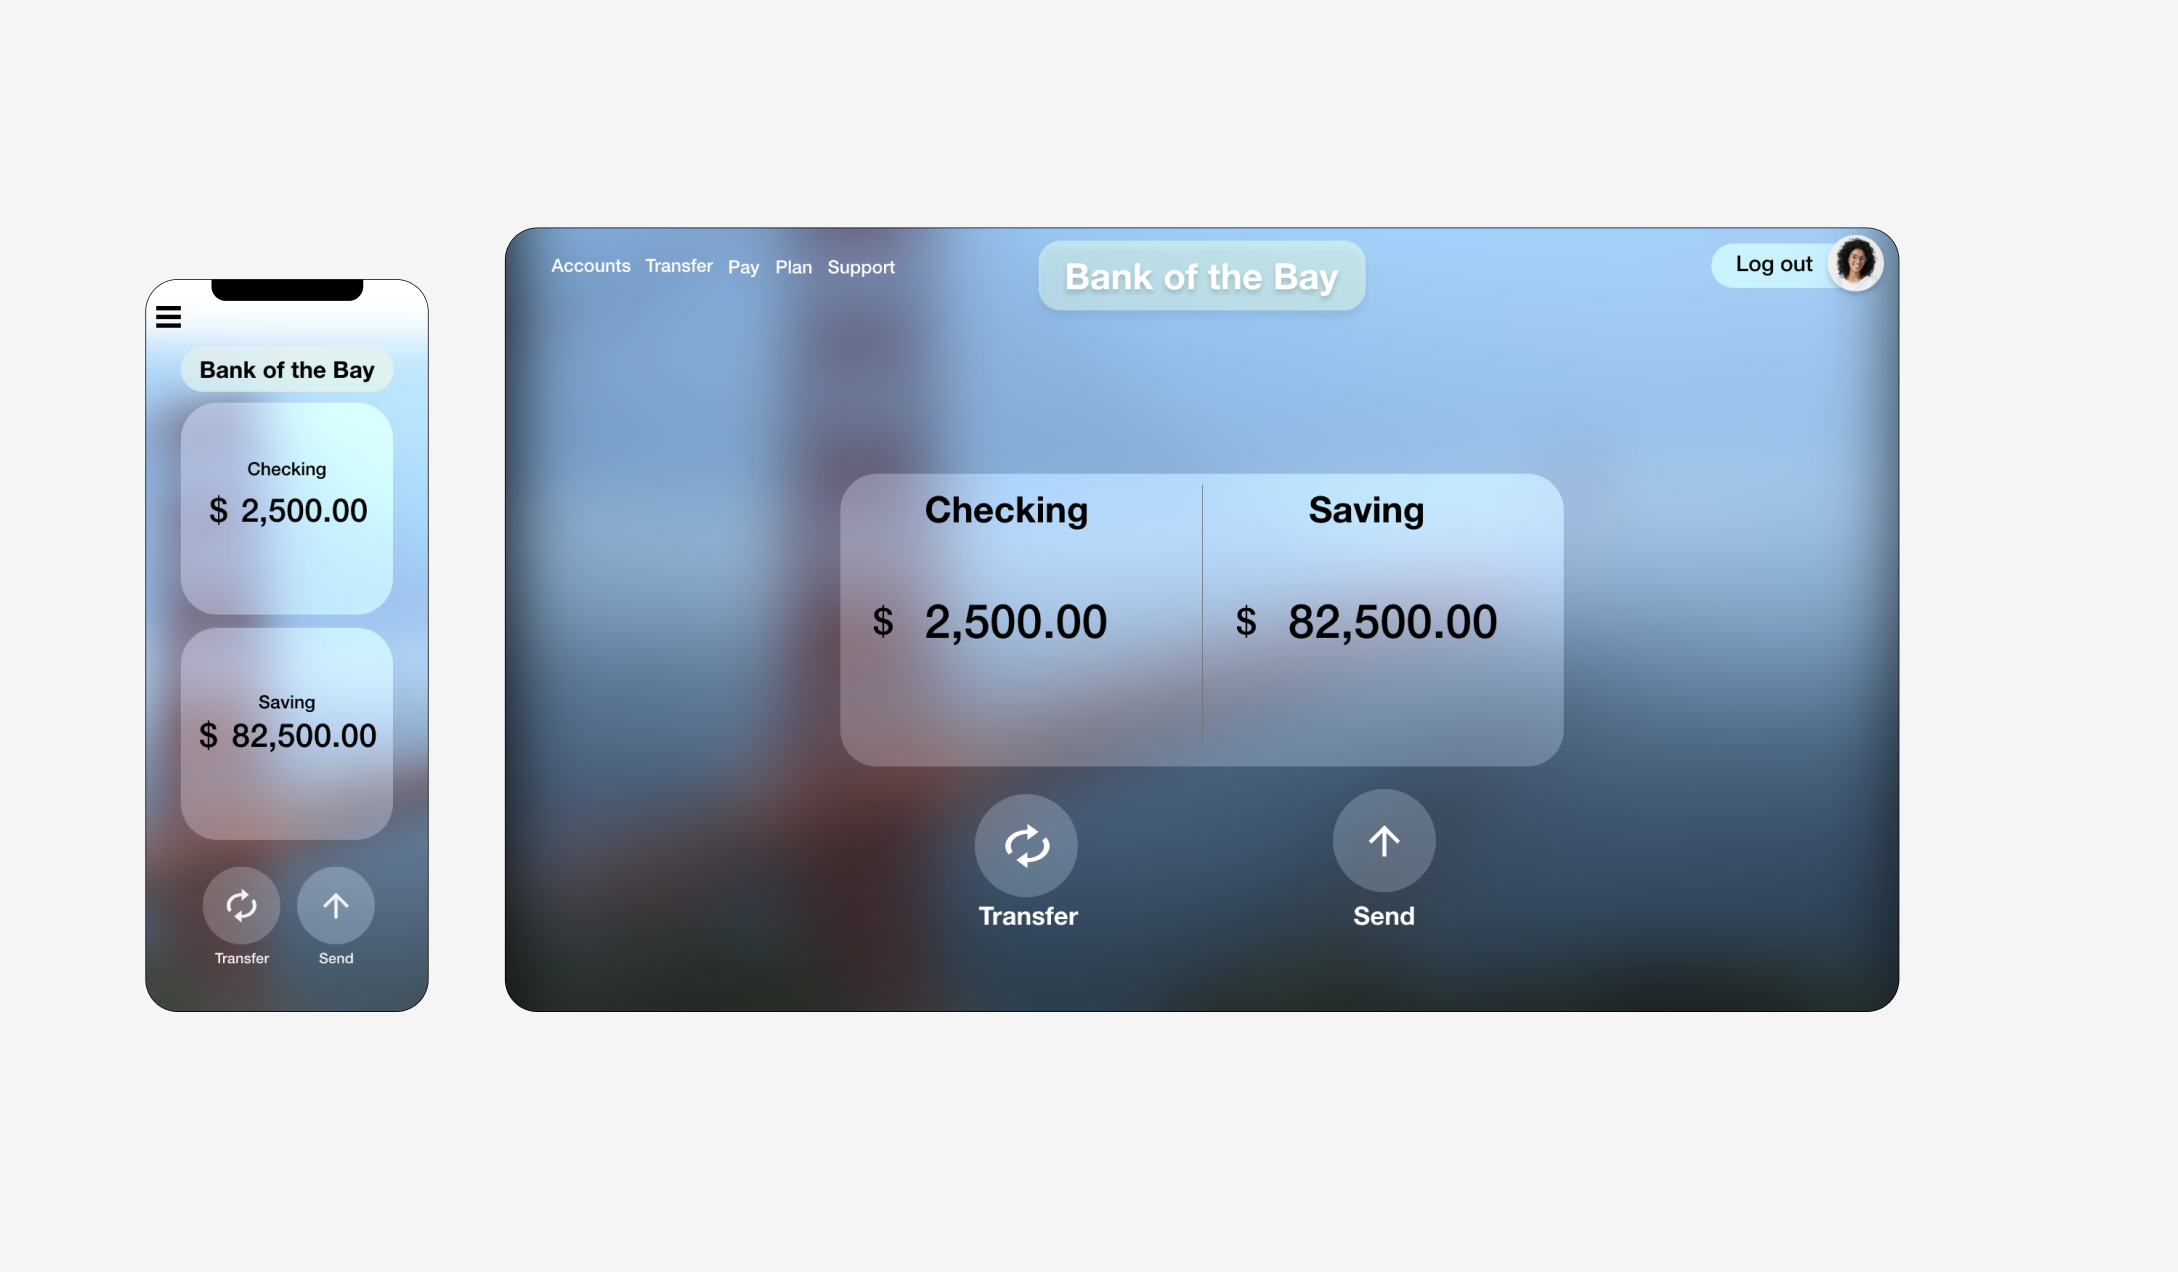 Bank of the Bay
Checking
$ 2,500.00
Saving
$ 82,500.00
Transfer Send
Accounts Transfer Pay Plan Support
Bank of the Bay
Log out
Checking Saving
$ 2,500.00 $ 82,500.00
Transfer Send